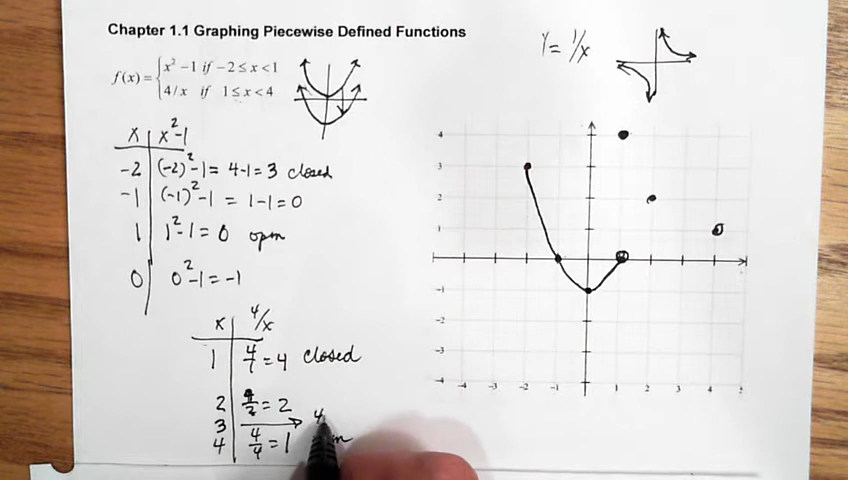 Chapter 1.1 Graphing Piecewise Defined Functions
f(x) = { x² − 1 if −2 ≤ x < 1
4/x if 1 ≤ x < 4
Y = 1/x
x | x²-1
-2 | (-2)²-1 = 4-1 = 3 closed
-1 | (-1)²-1 = 1-1 = 0
1 | 1²-1 = 0 open
0 | 0²-1 = -1
x | 4/x
1 | 4/1 = 4 closed
2 | 4/2 = 2
3 | 4
4 | 4/4 = 1
4
3
2
1
-1
-2
-3
-4
-4 -3 -2 -1 1 2 3 4 5